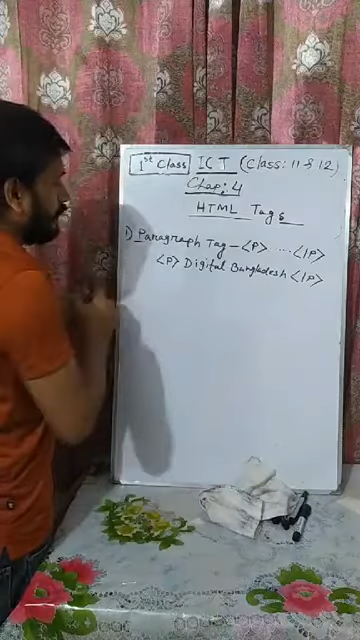 1st Class ICT (Class: 11 & 12)
Chap: 4
HTML Tags
1) Paragraph Tag - <P> .... </P>
<P> Digital Bangladesh </P>